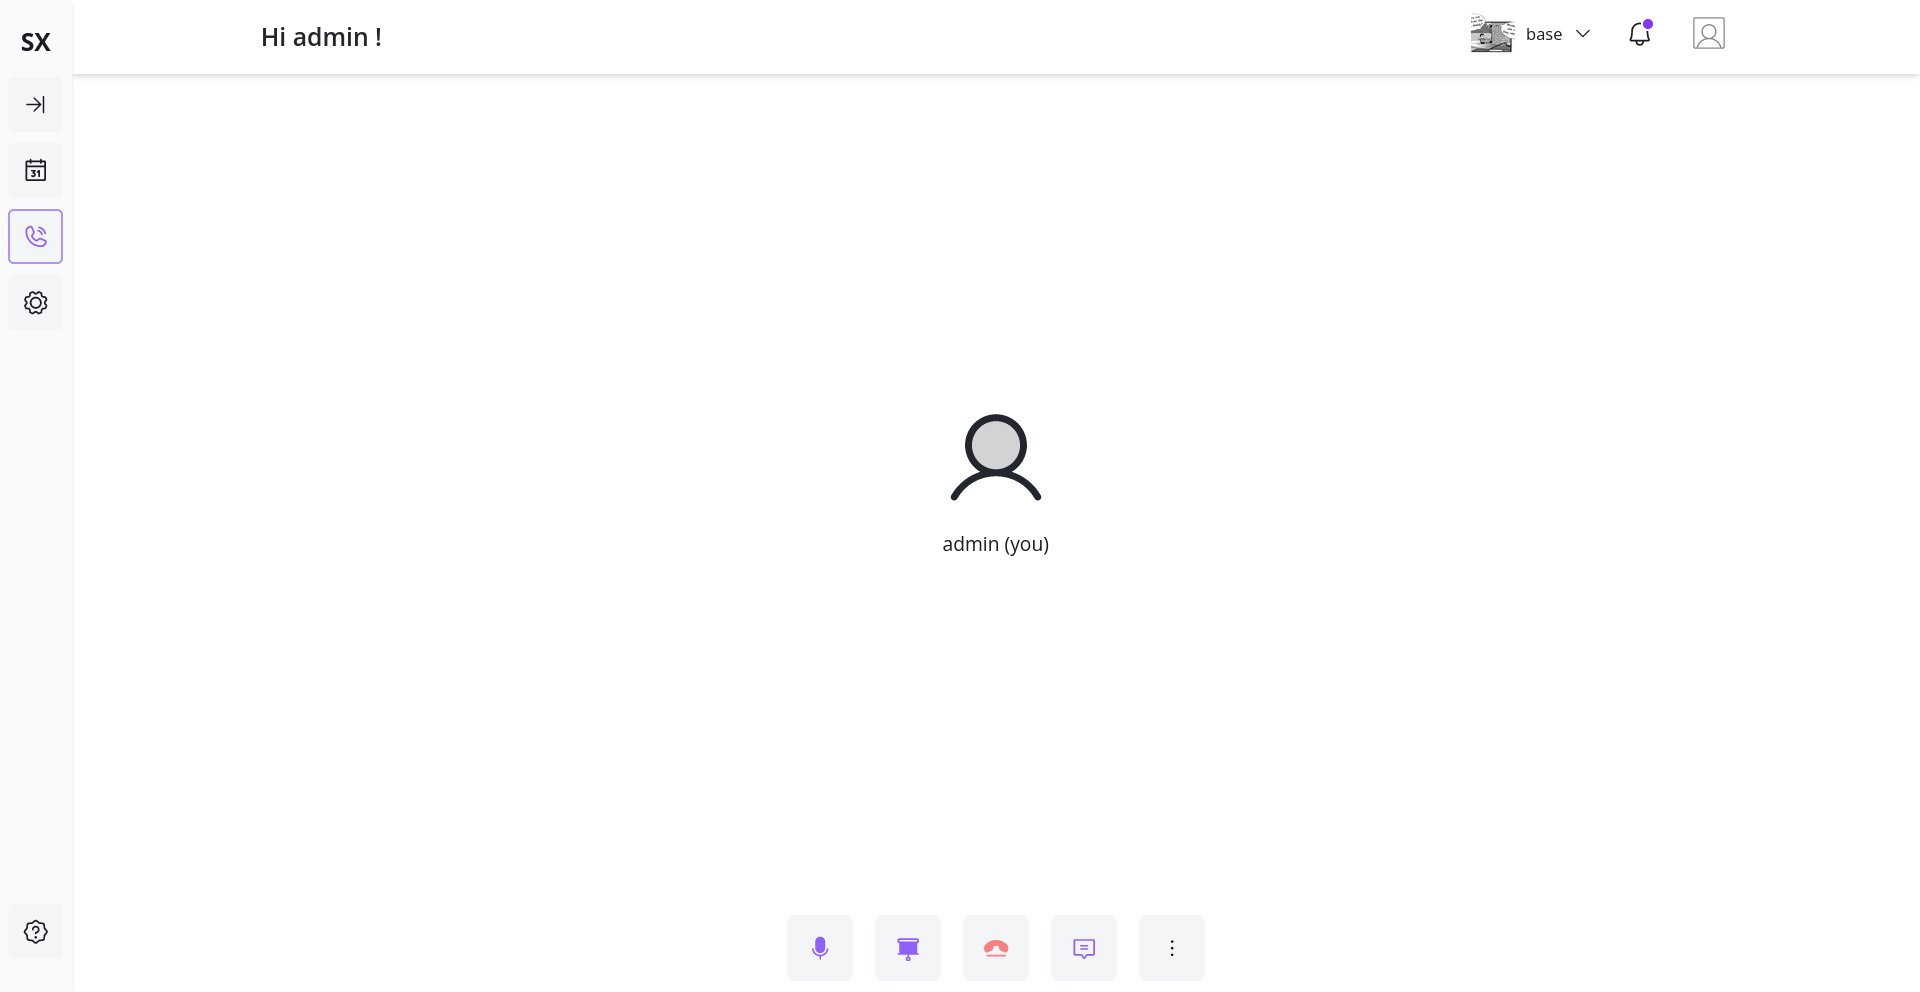 SX
Hi admin !
base
31
admin (you)
?